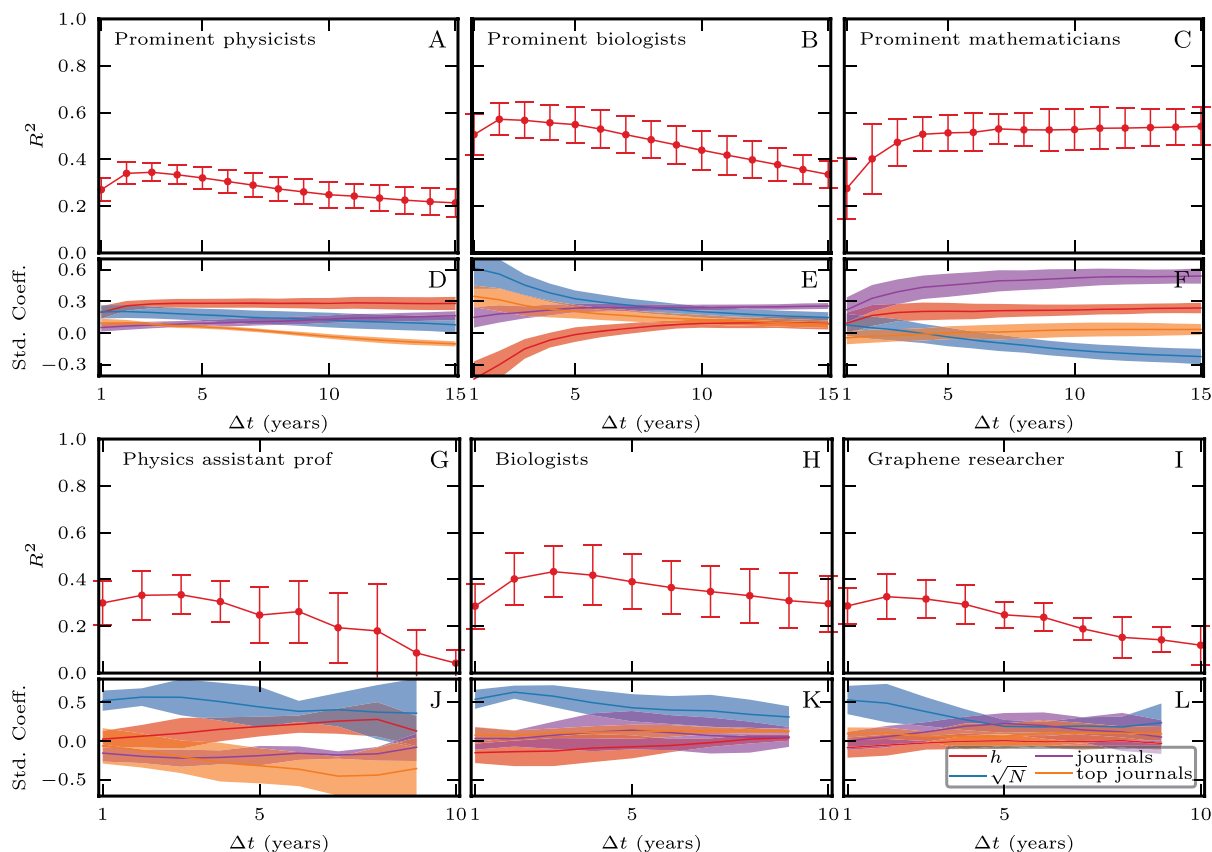 1.0
0.8
0.6
0.4
0.2
0.0
R²
Prominent physicists
A
Prominent biologists
B
Prominent mathematicians
C
0.6
0.3
0.0
−0.3
Std. Coeff.
D
E
F
1 5 10 15
1 5 10 15
1 5 10 15
Δt (years)
Δt (years)
Δt (years)
1.0
0.8
0.6
0.4
0.2
0.0
R²
Physics assistant prof
G
Biologists
H
Graphene researcher
I
0.5
0.0
−0.5
Std. Coeff.
J
K
L
h
journals
√N
top journals
1 5 10
1 5 10
1 5 10
Δt (years)
Δt (years)
Δt (years)